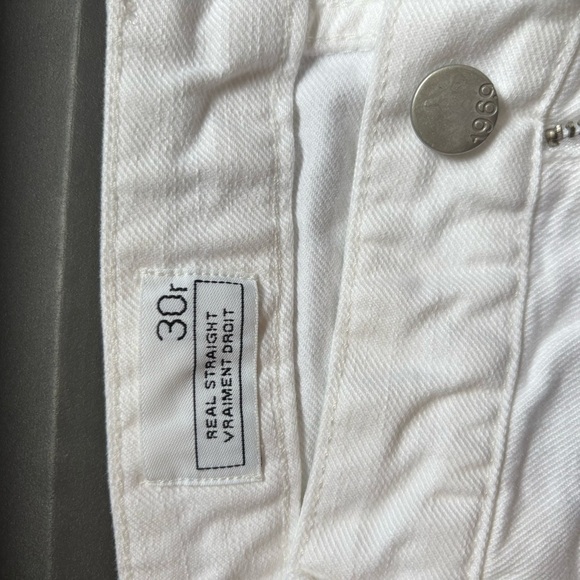 30r
REAL STRAIGHT
VRAIMENT DROIT
1969